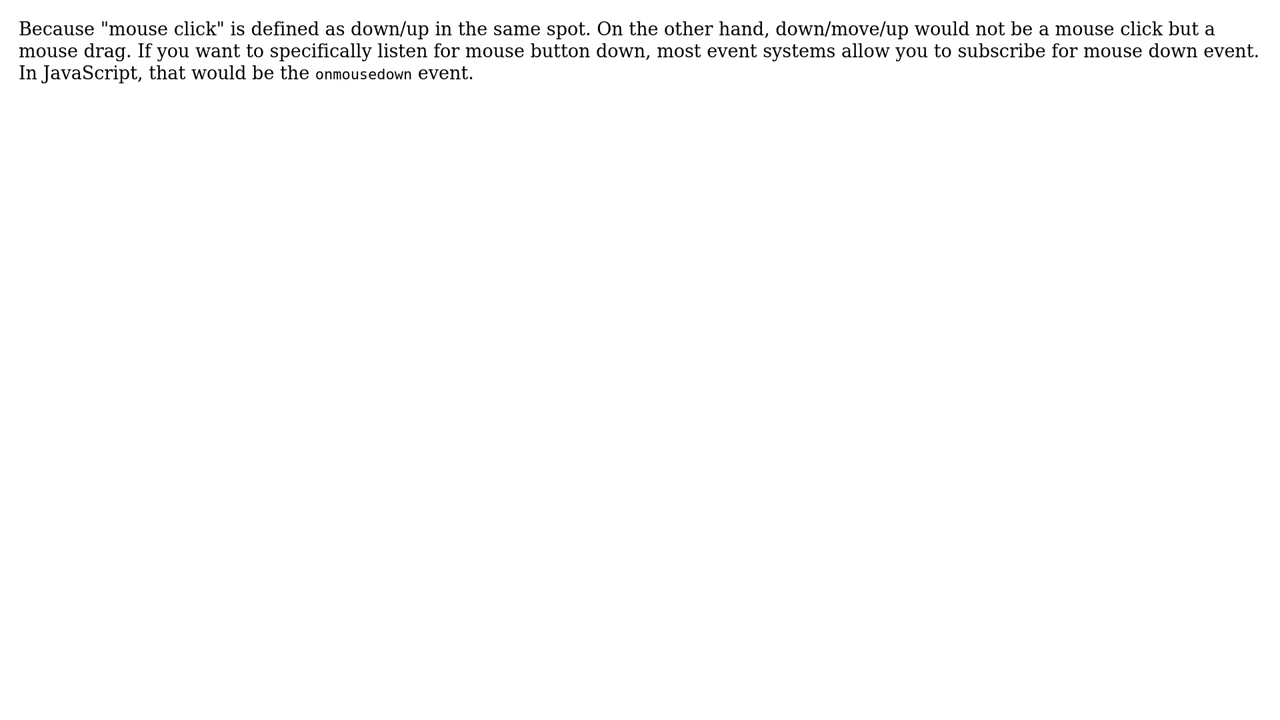 Because "mouse click" is defined as down/up in the same spot. On the other hand, down/move/up would not be a mouse click but a
mouse drag. If you want to specifically listen for mouse button down, most event systems allow you to subscribe for mouse down event.
In JavaScript, that would be the onmousedown event.